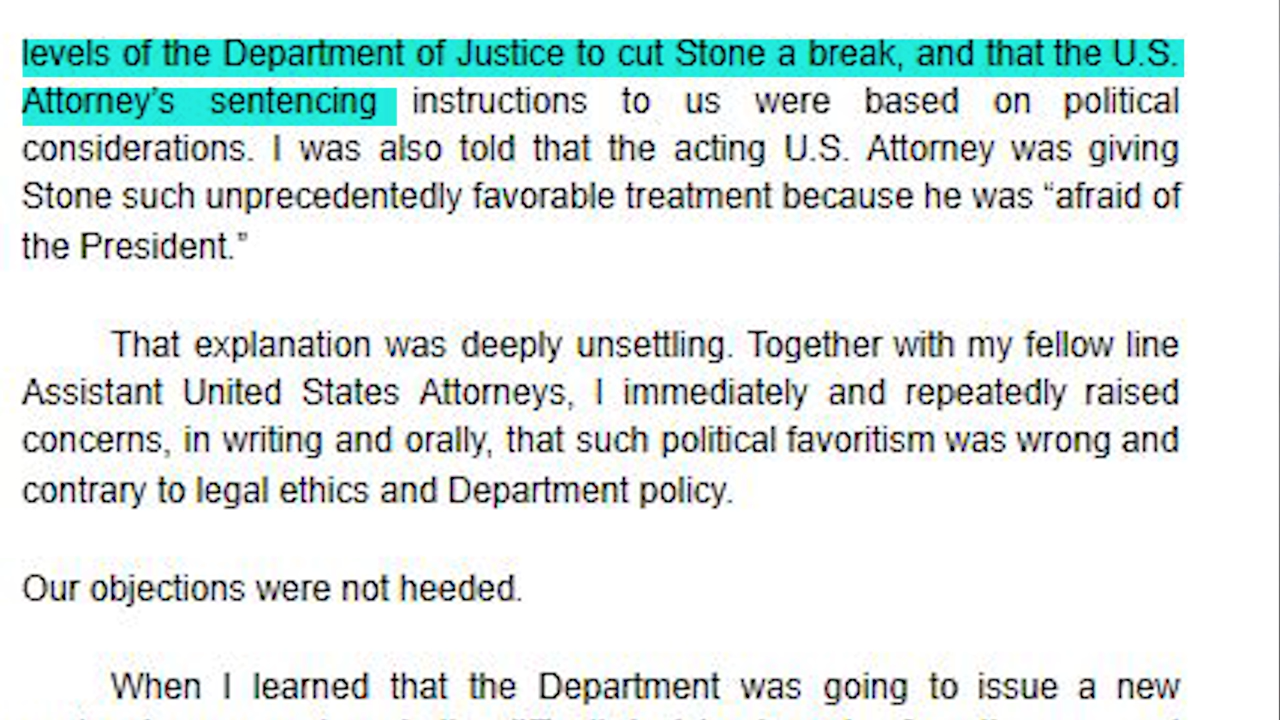 levels of the Department of Justice to cut Stone a break, and that the U.S.
Attorney's sentencing instructions to us were based on political
considerations. I was also told that the acting U.S. Attorney was giving
Stone such unprecedentedly favorable treatment because he was “afraid of
the President.”
That explanation was deeply unsettling. Together with my fellow line
Assistant United States Attorneys, I immediately and repeatedly raised
concerns, in writing and orally, that such political favoritism was wrong and
contrary to legal ethics and Department policy.
Our objections were not heeded.
When I learned that the Department was going to issue a new